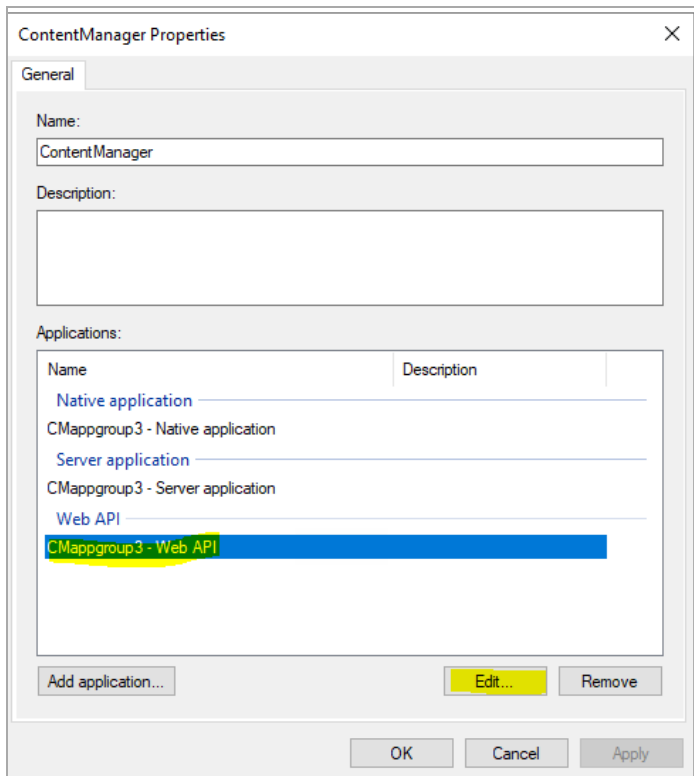 ContentManager Properties
General
Name:
ContentManager
Description:
Applications:
Name Description
Native application
CMappgroup3 - Native application
Server application
CMappgroup3 - Server application
Web API
CMappgroup3 - Web API
Add application... Edit... Remove
OK Cancel Apply